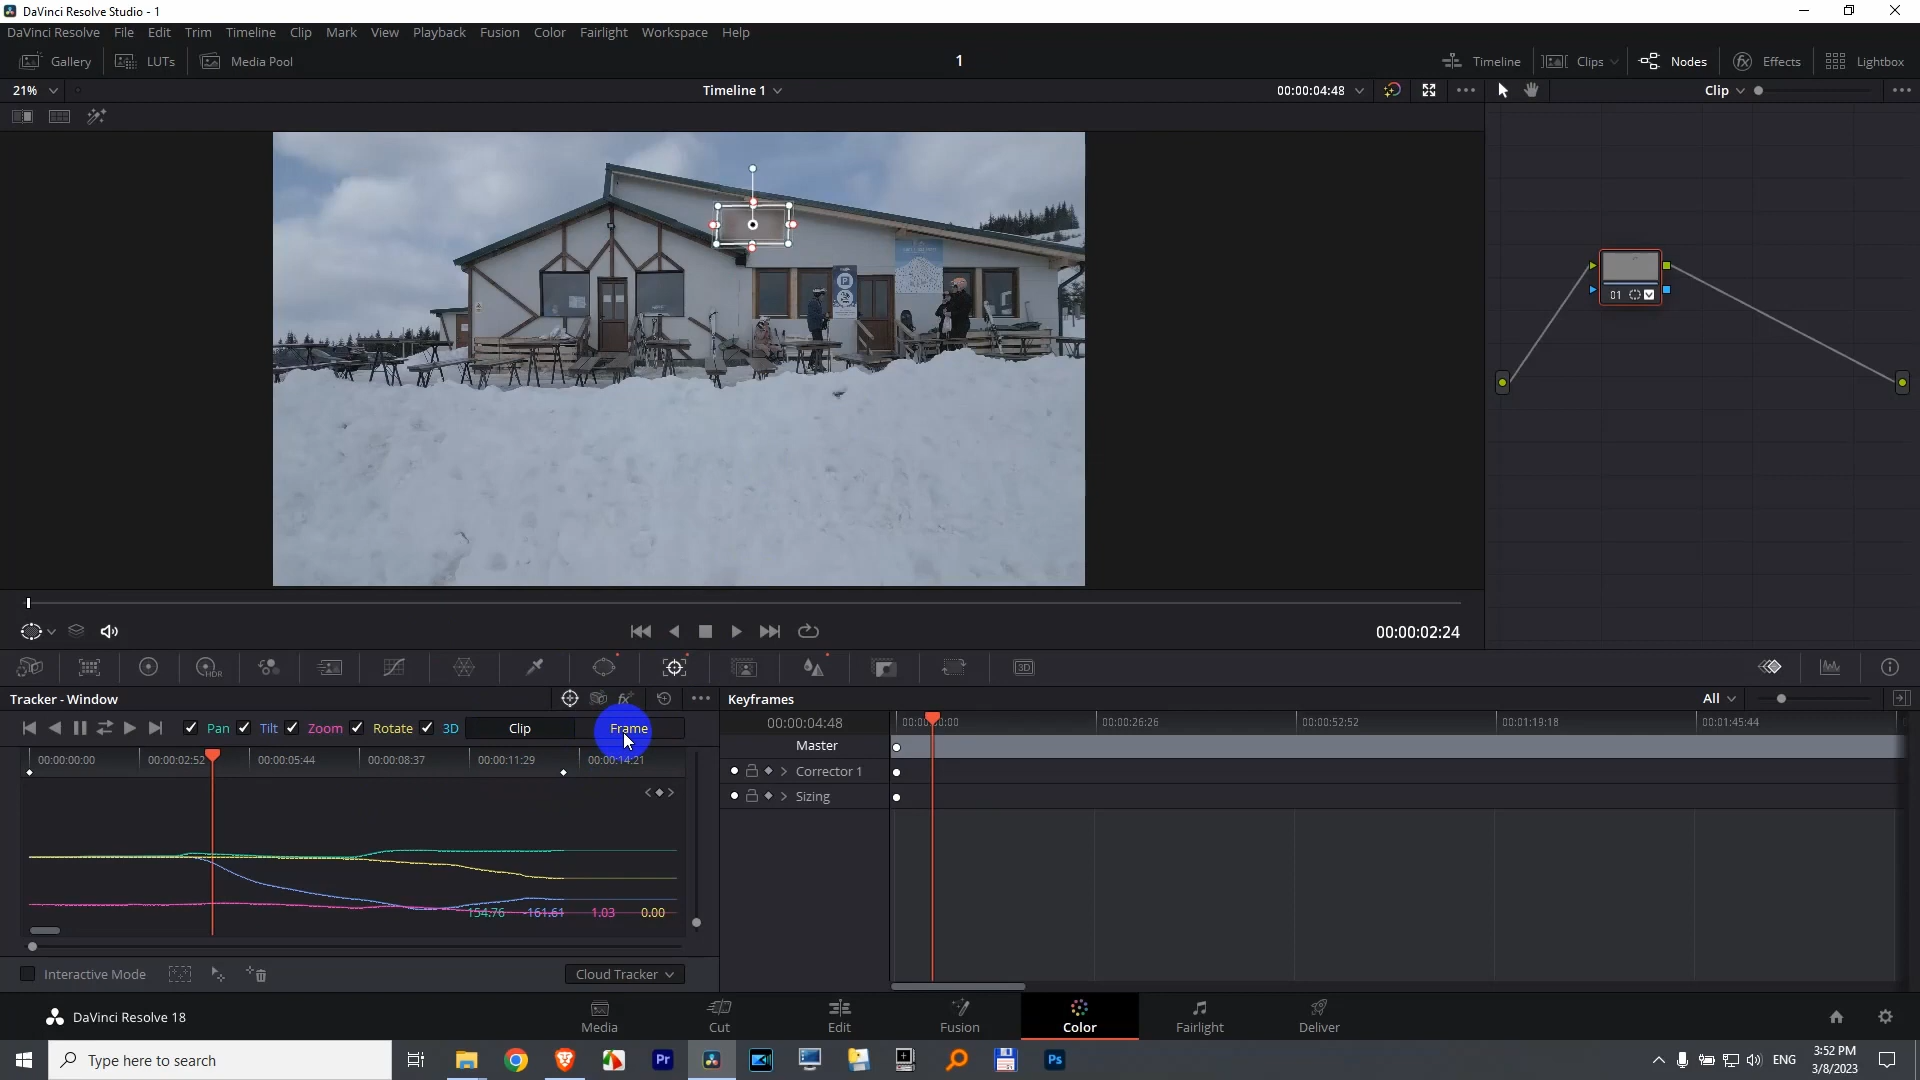 DaVinci Resolve Studio - 1
DaVinci Resolve File Edit Trim Timeline Clip Mark View Playback Fusion Color Fairlight Workspace Help
Gallery LUTs Media Pool 1 Timeline Clips Nodes Effects Lightbox
21% Timeline 1 00:00:04:48 Clip
P
01
00:00:02:24
HDR 3D
Tracker - Window Keyframes All
Pan Tilt Zoom Rotate 3D Clip Frame 00:00:04:48 00:00:26:26 00:00:52:52 00:01:19:18 00:01:45:44
Master
00:00:00:00 00:00:02:52 00:00:05:44 00:00:08:37 00:00:11:29 00:00:14:21
Corrector 1
Sizing
154.76 -161.61 1.03 0.00
Interactive Mode Cloud Tracker
DaVinci Resolve 18 Media Cut Edit Fusion Color Fairlight Deliver
Type here to search Pr Ps ENG 3:52 PM
3/8/2023